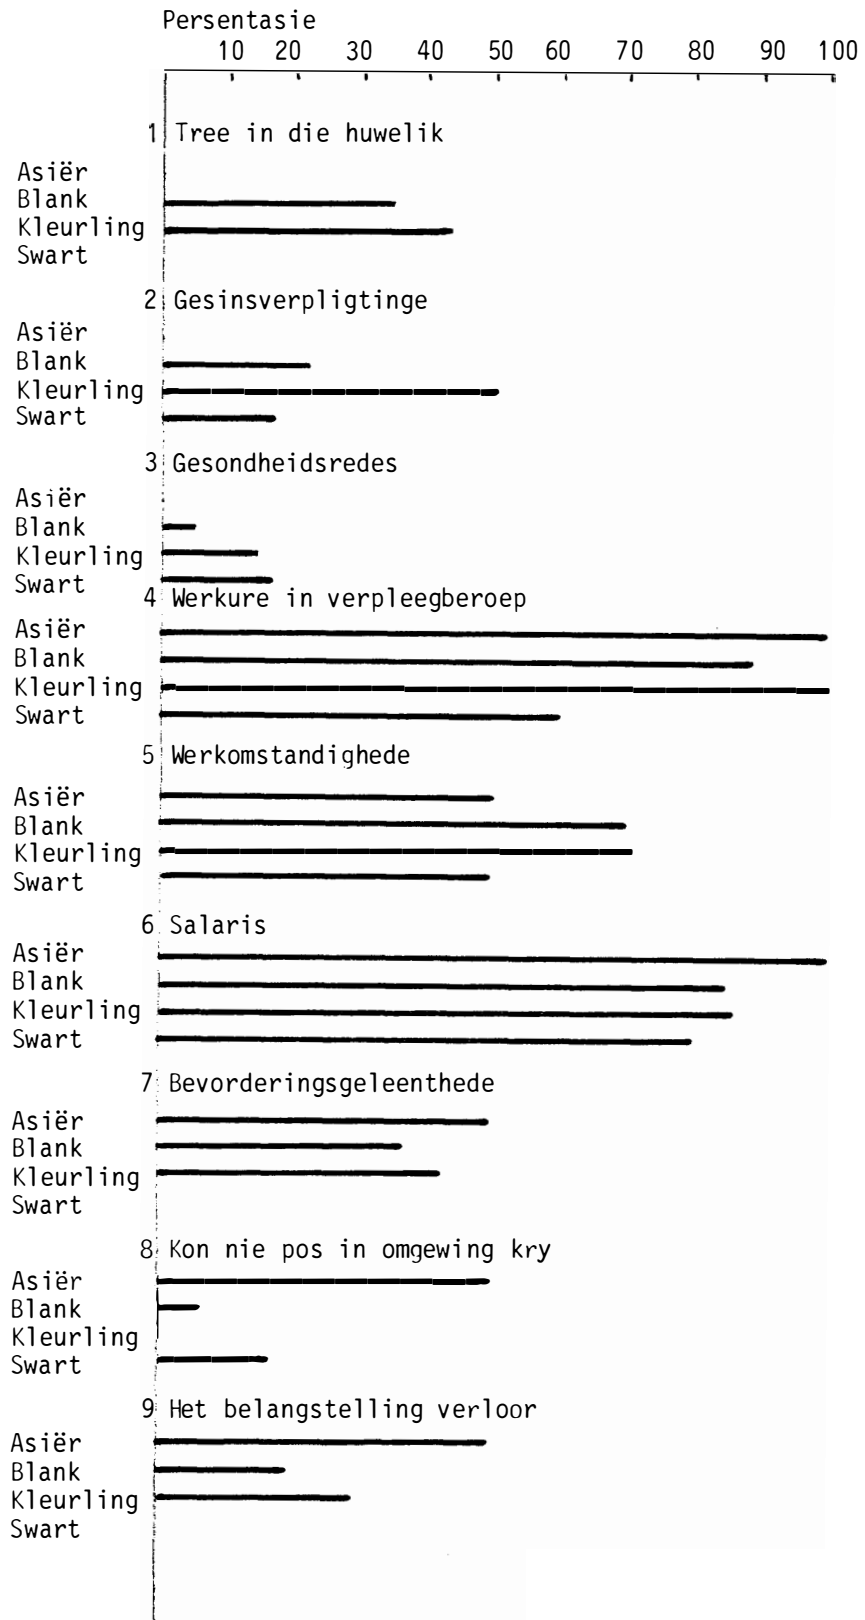 Persentasie
10 20 30 40 50 60 70 80 90 100
1 Tree in die huwelik
Asiër
Blank
Kleurling
Swart
2 Gesinsverpligtinge
Asiër
Blank
Kleurling
Swart
3 Gesondheidsredes
Asiër
Blank
Kleurling
Swart
4 Werkure in verpleegberoep
Asiër
Blank
Kleurling
Swart
5 Werkomstandighede
Asiër
Blank
Kleurling
Swart
6 Salaris
Asiër
Blank
Kleurling
Swart
7 Bevorderingsgeleenthede
Asiër
Blank
Kleurling
Swart
8 Kon nie pos in omgewing kry
Asiër
Blank
Kleurling
Swart
9 Het belangstelling verloor
Asiër
Blank
Kleurling
Swart